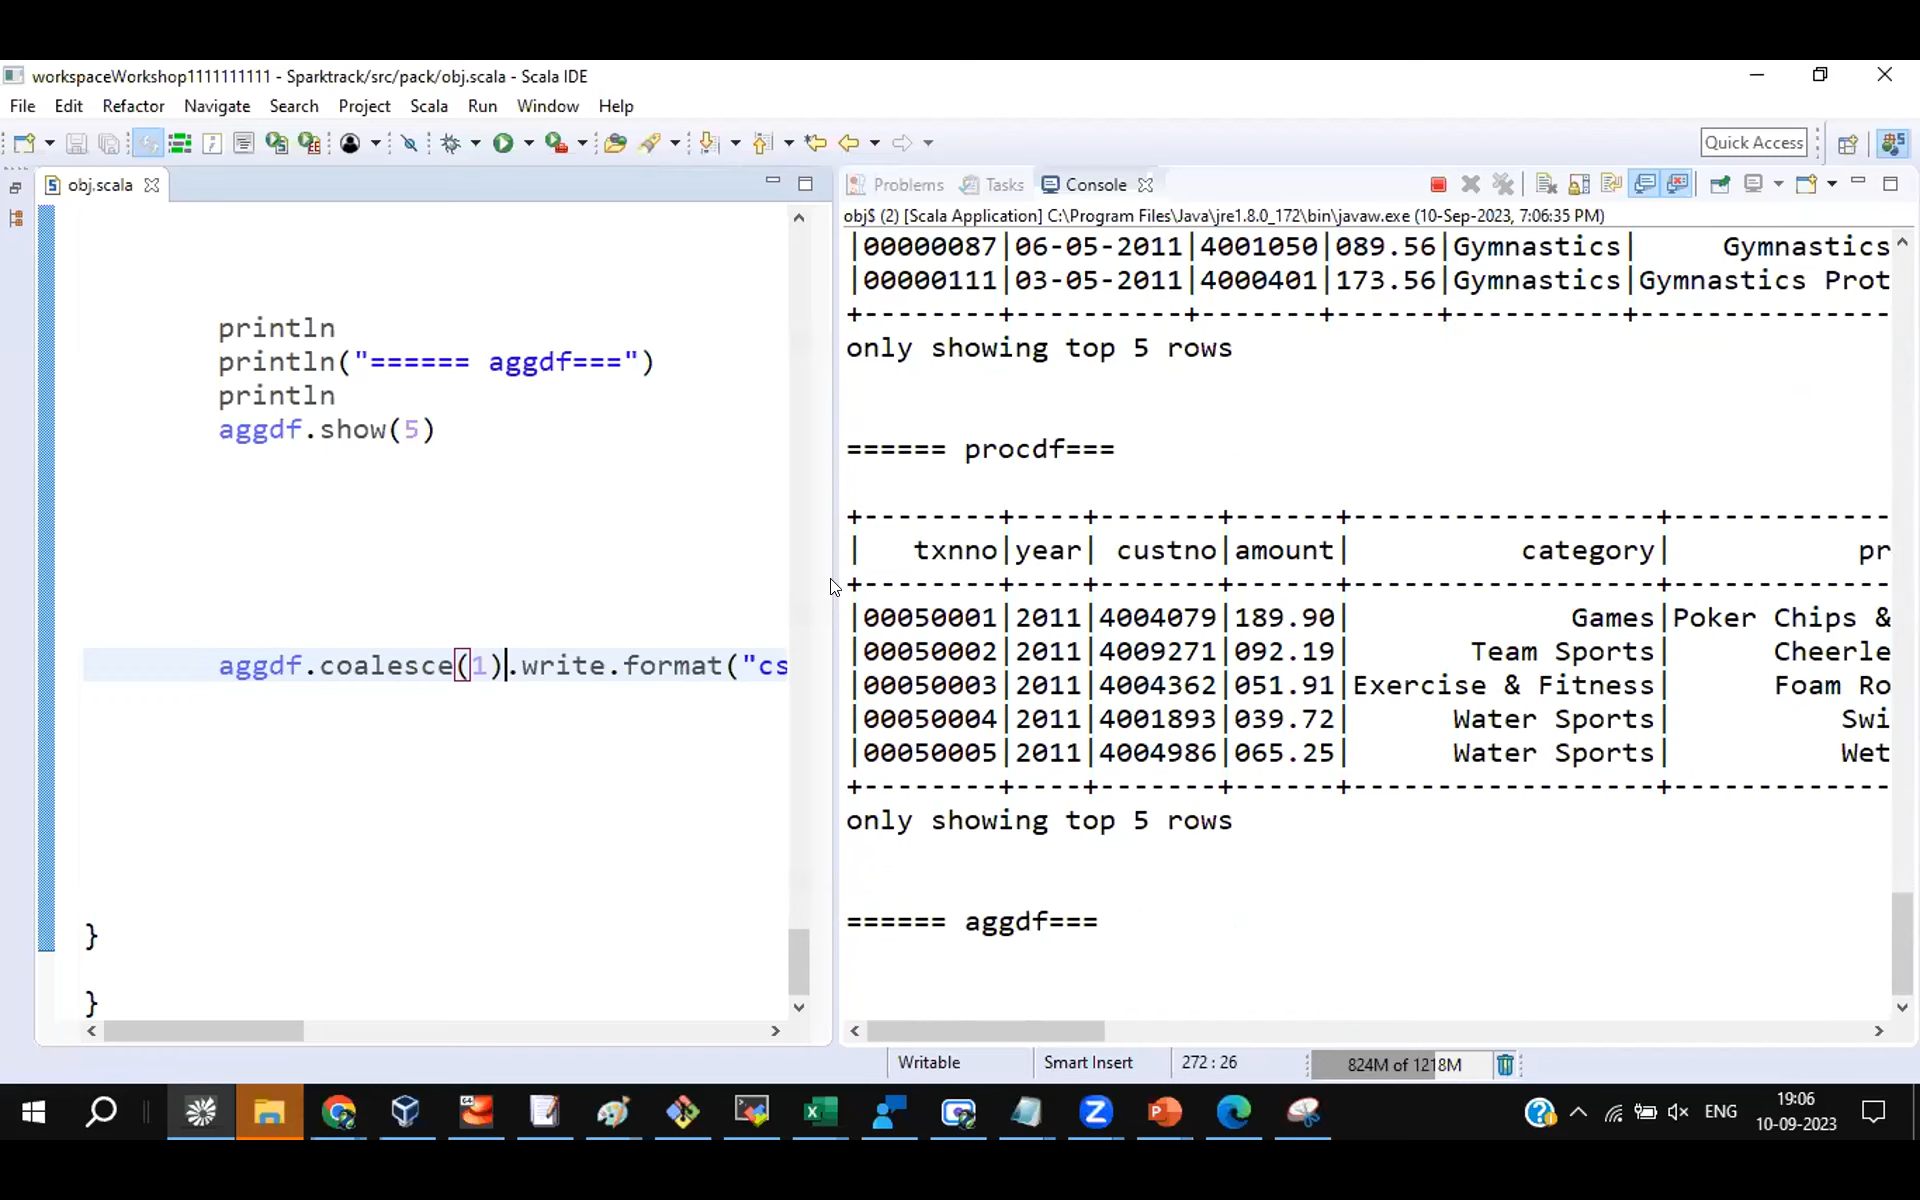 workspaceWorkshop1111111111 - Sparktrack/src/pack/obj.scala - Scala IDE
File Edit Refactor Navigate Search Project Scala Run Window Help
Quick Access
obj.scala
println
println("====== aggdf===")
println
aggdf.show(5)
aggdf.coalesce(1).write.format("cs
}
}
Problems Tasks Console
obj$ (2) [Scala Application] C:\Program Files\Java\jre1.8.0_172\bin\javaw.exe (10-Sep-2023, 7:06:35 PM)
|00000087|06-05-2011|4001050|089.56|Gymnastics| Gymnastics
|00000111|03-05-2011|4000401|173.56|Gymnastics|Gymnastics Prot
+--------+----------+-------+------+----------+---------------
only showing top 5 rows
====== procdf===
+--------+----+-------+------+------------------+-------------
| txnno|year| custno|amount| category| pr
+--------+----+-------+------+------------------+-------------
|00050001|2011|4004079|189.90| Games|Poker Chips &
|00050002|2011|4009271|092.19| Team Sports| Cheerle
|00050003|2011|4004362|051.91|Exercise & Fitness| Foam Ro
|00050004|2011|4001893|039.72| Water Sports| Swi
|00050005|2011|4004986|065.25| Water Sports| Wet
+--------+----+-------+------+------------------+-------------
only showing top 5 rows
====== aggdf===
Writable Smart Insert 272 : 26 824M of 1218M
ENG
19:06
10-09-2023